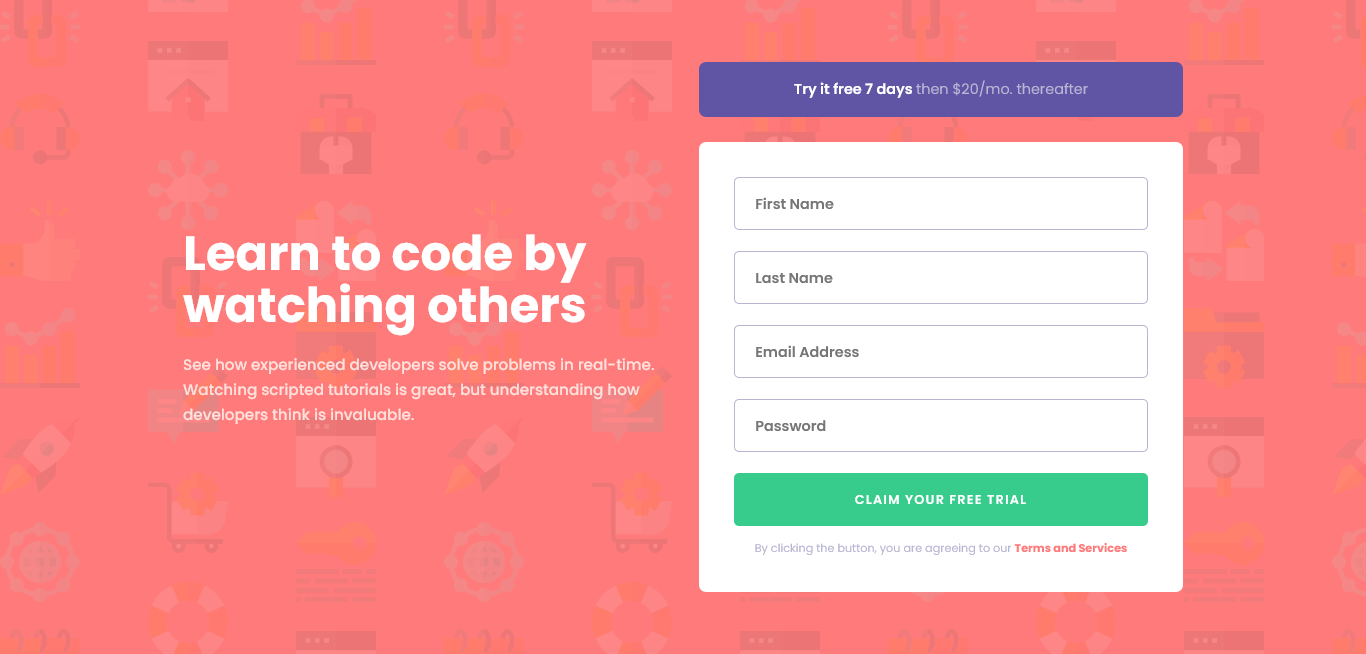 Learn to code by
watching others
See how experienced developers solve problems in real-time.
Watching scripted tutorials is great, but understanding how
developers think is invaluable.
Try it free 7 days then $20/mo. thereafter
First Name
Last Name
Email Address
Password
CLAIM YOUR FREE TRIAL
By clicking the button, you are agreeing to our Terms and Services